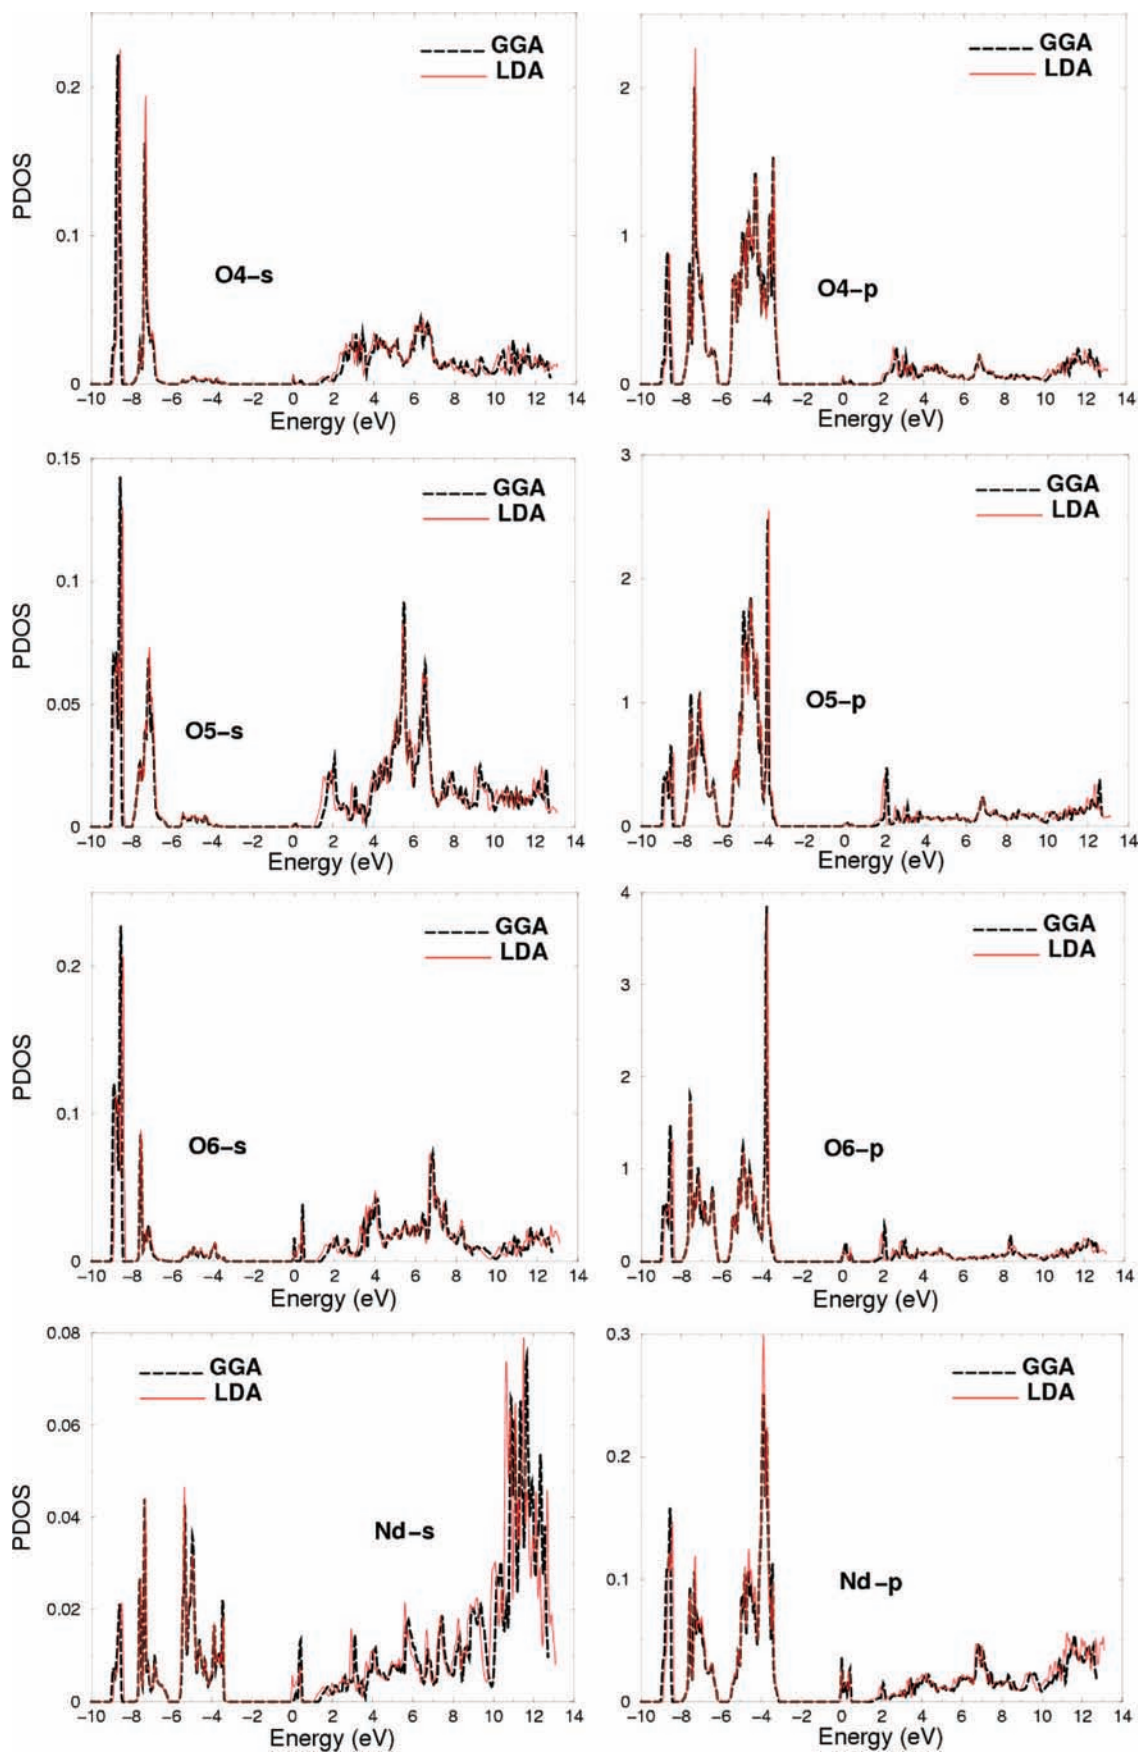 GGA
LDA
0.2
0.1
0
PDOS
O4–s
−10 −8 −6 −4 −2 0 2 4 6 8 10 12 14
Energy (eV)
GGA
LDA
2
1
0
O4–p
−10 −8 −6 −4 −2 0 2 4 6 8 10 12 14
Energy (eV)
0.15
0.1
0.05
0
PDOS
GGA
LDA
O5–s
−10 −8 −6 −4 −2 0 2 4 6 8 10 12 14
Energy (eV)
3
2
1
0
GGA
LDA
O5–p
−10 −8 −6 −4 −2 0 2 4 6 8 10 12 14
Energy (eV)
GGA
LDA
0.2
0.1
0
PDOS
O6–s
−10 −8 −6 −4 −2 0 2 4 6 8 10 12 14
Energy (eV)
4
3
2
1
0
GGA
LDA
O6–p
−10 −8 −6 −4 −2 0 2 4 6 8 10 12 14
Energy (eV)
0.08
0.06
0.04
0.02
0
PDOS
GGA
LDA
Nd–s
−10 −8 −6 −4 −2 0 2 4 6 8 10 12 14
Energy (eV)
0.3
0.2
0.1
0
GGA
LDA
Nd–p
−10 −8 −6 −4 −2 0 2 4 6 8 10 12 14
Energy (eV)